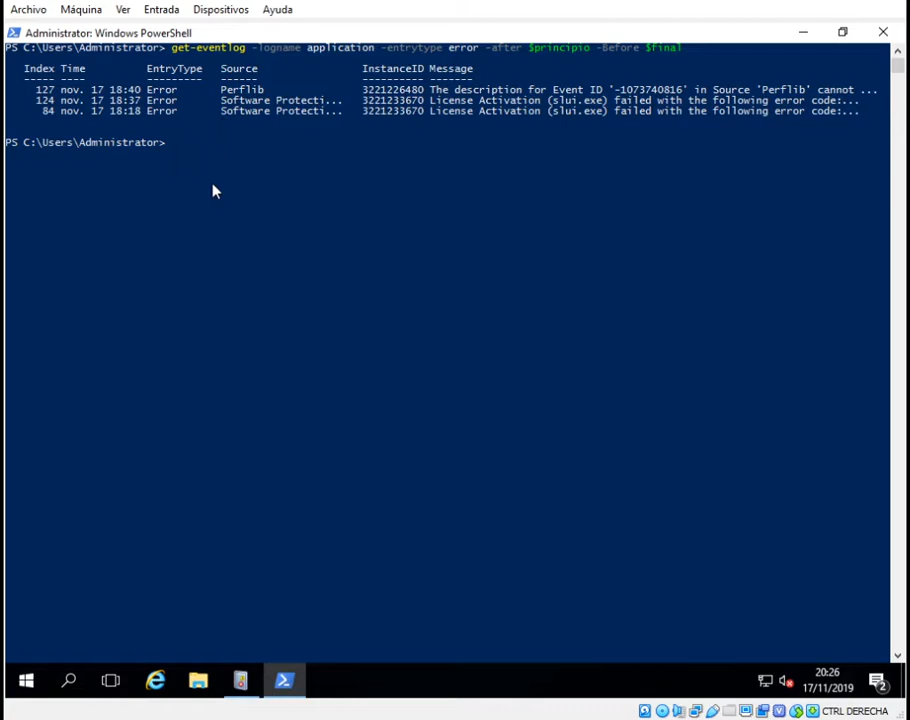 Archivo Máquina Ver Entrada Dispositivos Ayuda
Administrator: Windows PowerShell
PS C:\Users\Administrator> get-eventlog -logname application -entrytype error -after $principio -Before $final
Index Time EntryType Source InstanceID Message
----- ---- --------- ------ ---------- -------
127 nov. 17 18:40 Error Perflib 3221226480 The description for Event ID '-1073740816' in Source 'Perflib' cannot ...
124 nov. 17 18:37 Error Software Protecti... 3221233670 License Activation (slui.exe) failed with the following error code:...
84 nov. 17 18:18 Error Software Protecti... 3221233670 License Activation (slui.exe) failed with the following error code:...
PS C:\Users\Administrator>
20:26
17/11/2019
2
CTRL DERECHA